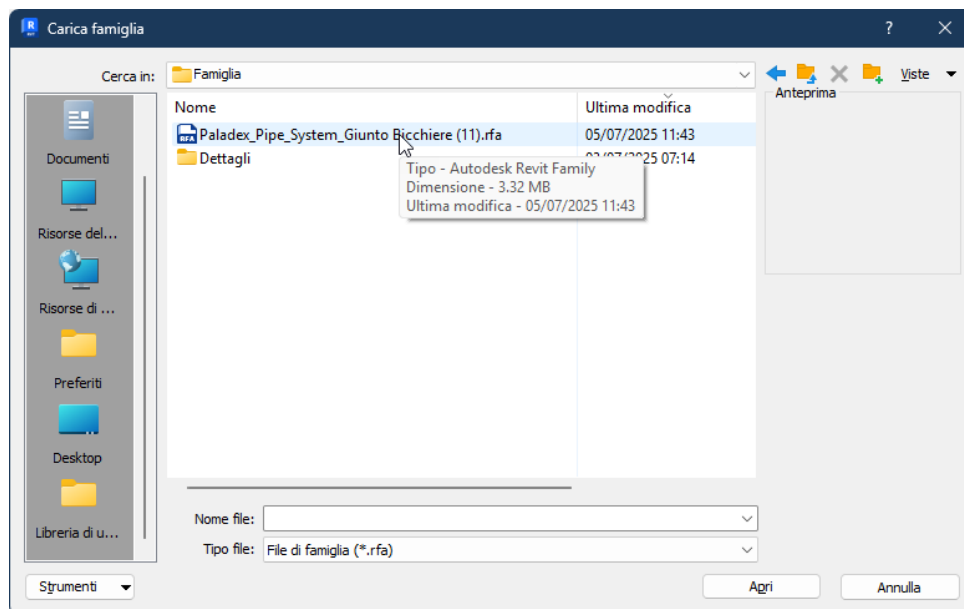 Carica famiglia
Cerca in:
Famiglia
Viste
Anteprima
Nome
Ultima modifica
Paladex_Pipe_System_Giunto Bicchiere (11).rfa
05/07/2025 11:43
Dettagli
07:14
Tipo - Autodesk Revit Family
Dimensione - 3.32 MB
Ultima modifica - 05/07/2025 11:43
Documenti
Risorse del...
Risorse di ...
Preferiti
Desktop
Libreria di u...
Nome file:
Tipo file:
File di famiglia (*.rfa)
Strumenti
Apri
Annulla